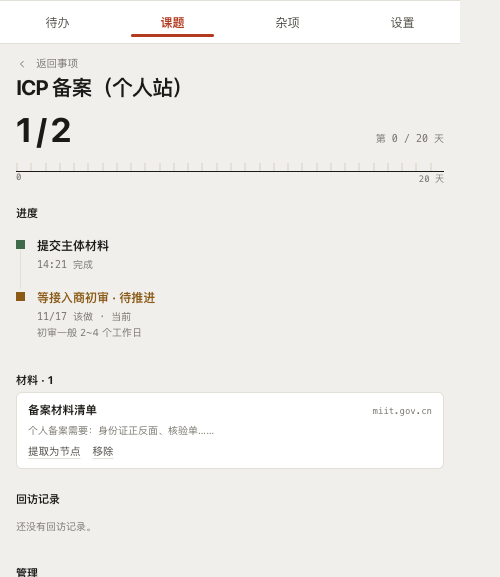 待办
课题
杂项
设置
返回事项
ICP 备案（个人站）
1/2
第 0 / 20 天
0
20 天
进度
提交主体材料
14:21 完成
等接入商初审 · 待推进
11/17 该做 · 当前
初审一般 2~4 个工作日
材料 · 1
备案材料清单
miit.gov.cn
个人备案需要：身份证正反面、核验单……
提取为节点
移除
回访记录
还没有回访记录。
管理